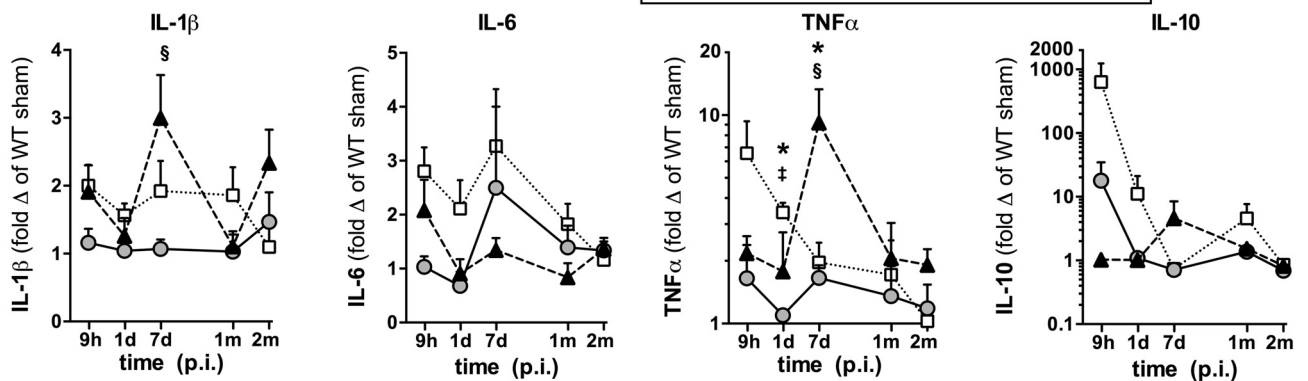 IL-1β
IL-1β (fold Δ of WT sham)
4
3
2
1
0
§
9h 1d 7d 1m 2m
time (p.i.)
IL-6
IL-6 (fold Δ of WT sham)
5
4
3
2
1
0
9h 1d 7d 1m 2m
time (p.i.)
TNFα
TNFα (fold Δ of WT sham)
20
10
1
*
‡
*
§
9h 1d 7d 1m 2m
time (p.i.)
IL-10
IL-10 (fold Δ of WT sham)
2000
1000
100
10
1
0.1
9h 1d 7d 1m 2m
time (p.i.)